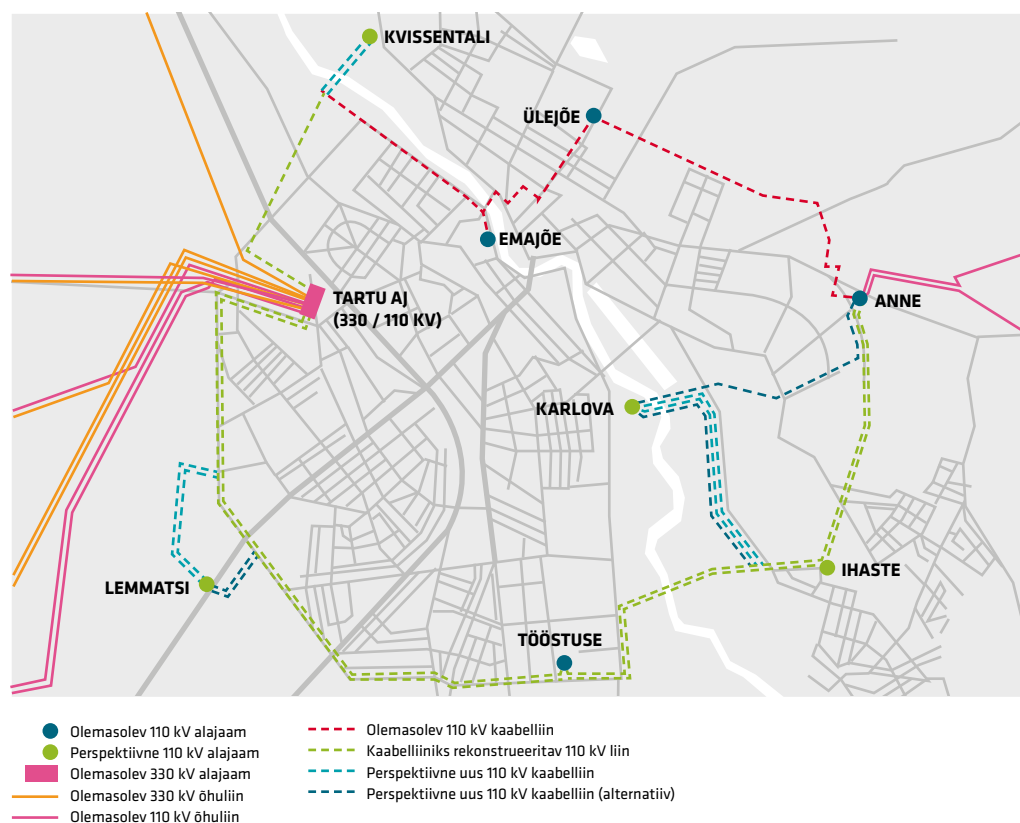 KVISSENTALI
ÜLEJÕE
EMAJÕE
TARTU AJ
(330 / 110 KV)
ANNE
KARLOVA
LEMMATSI
IHASTE
TÖÖSTUSE
Olemasolev 110 kV alajaam
Perspektiivne 110 kV alajaam
Olemasolev 330 kV alajaam
Olemasolev 330 kV õhuliin
Olemasolev 110 kV õhuliin
Olemasolev 110 kV kaabelliin
Kaabelliiniks rekonstrueeritav 110 kV liin
Perspektiivne uus 110 kV kaabelliin
Perspektiivne uus 110 kV kaabelliin (alternatiiv)